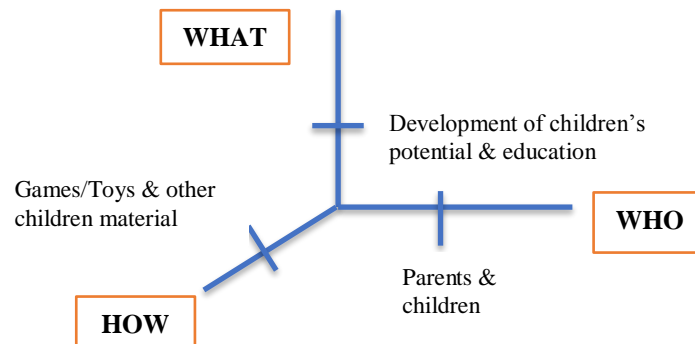 WHAT
Development of children’s
potential & education
Games/Toys & other
children material
WHO
Parents &
children
HOW